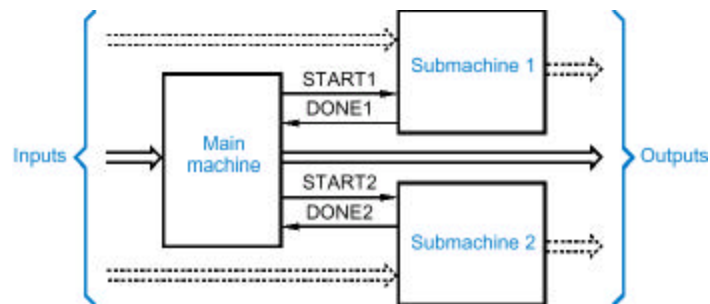 Submachine 1
START1
DONE1
Main
machine
Inputs
Outputs
START2
DONE2
Submachine 2